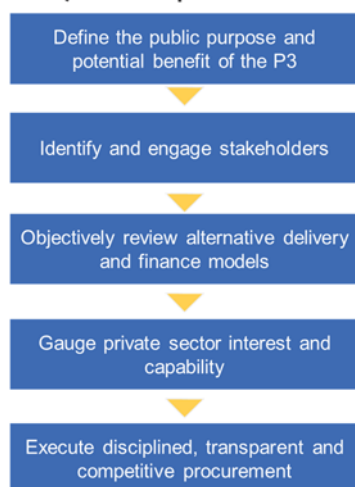 Define the public purpose and
potential benefit of the P3
Identify and engage stakeholders
Objectively review alternative delivery
and finance models
Gauge private sector interest and
capability
Execute disciplined, transparent and
competitive procurement